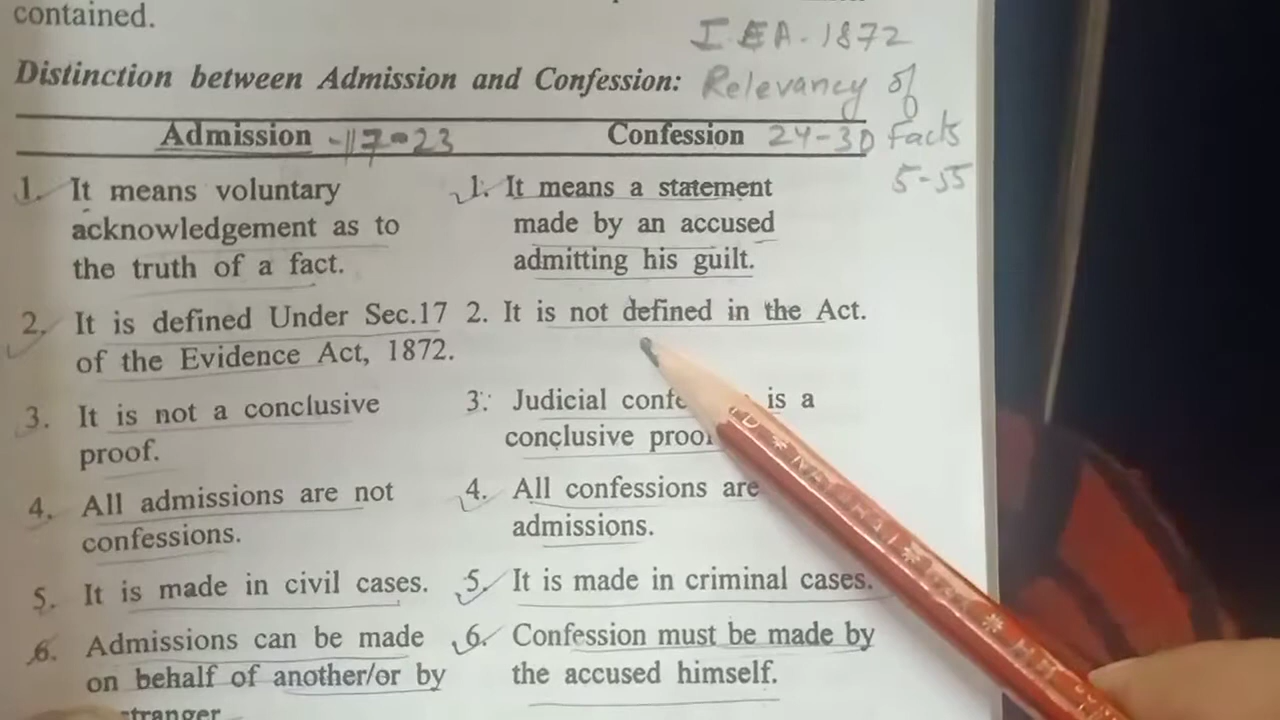 contained.
I.E.A. 1872
Distinction between Admission and Confession: Relevancy of
Admission - 17-23 Confession 24-30 Facts
5-55
1. It means voluntary
acknowledgement as to
the truth of a fact.
1. It means a statement
made by an accused
admitting his guilt.
2. It is defined Under Sec.17
of the Evidence Act, 1872.
2. It is not defined in the Act.
3. It is not a conclusive
proof.
3. Judicial is a
conclusive
4. All admissions are not
confessions.
4. All confessions are
admissions.
5. It is made in civil cases.
5. It is made in criminal cases.
6. Admissions can be made
on behalf of another/or by
6. Confession must be made by
the accused himself.